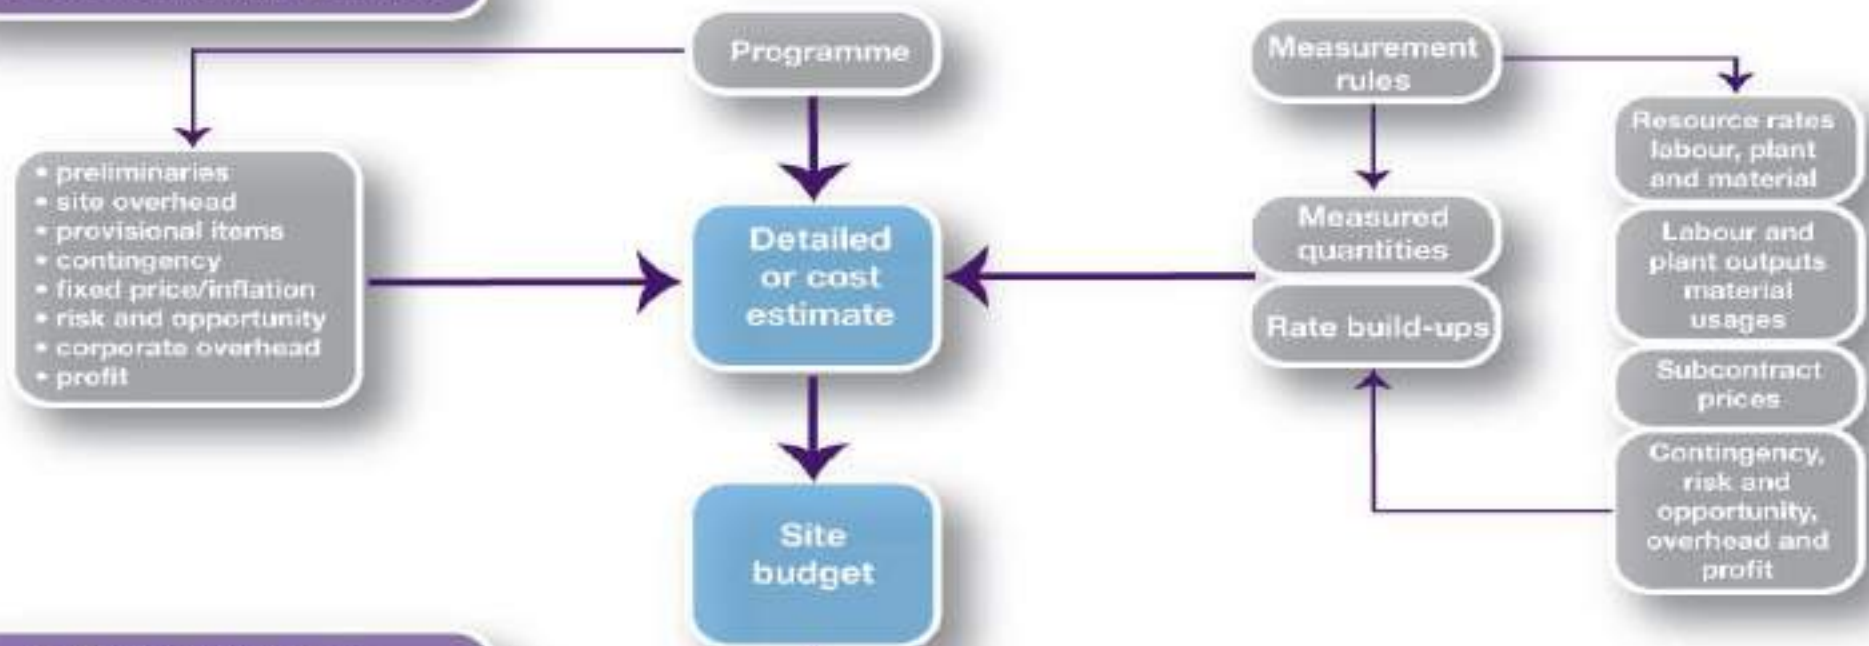 Programme
Measurement
rules
• preliminaries
• site overhead
• provisional items
• contingency
• fixed price/inflation
• risk and opportunity
• corporate overhead
• profit
Detailed
or cost
estimate
Measured
quantities
Rate build-ups
Resource rates
labour, plant
and material
Labour and
plant outputs
material
usages
Subcontract
prices
Contingency,
risk and
opportunity,
overhead and
profit
Site
budget